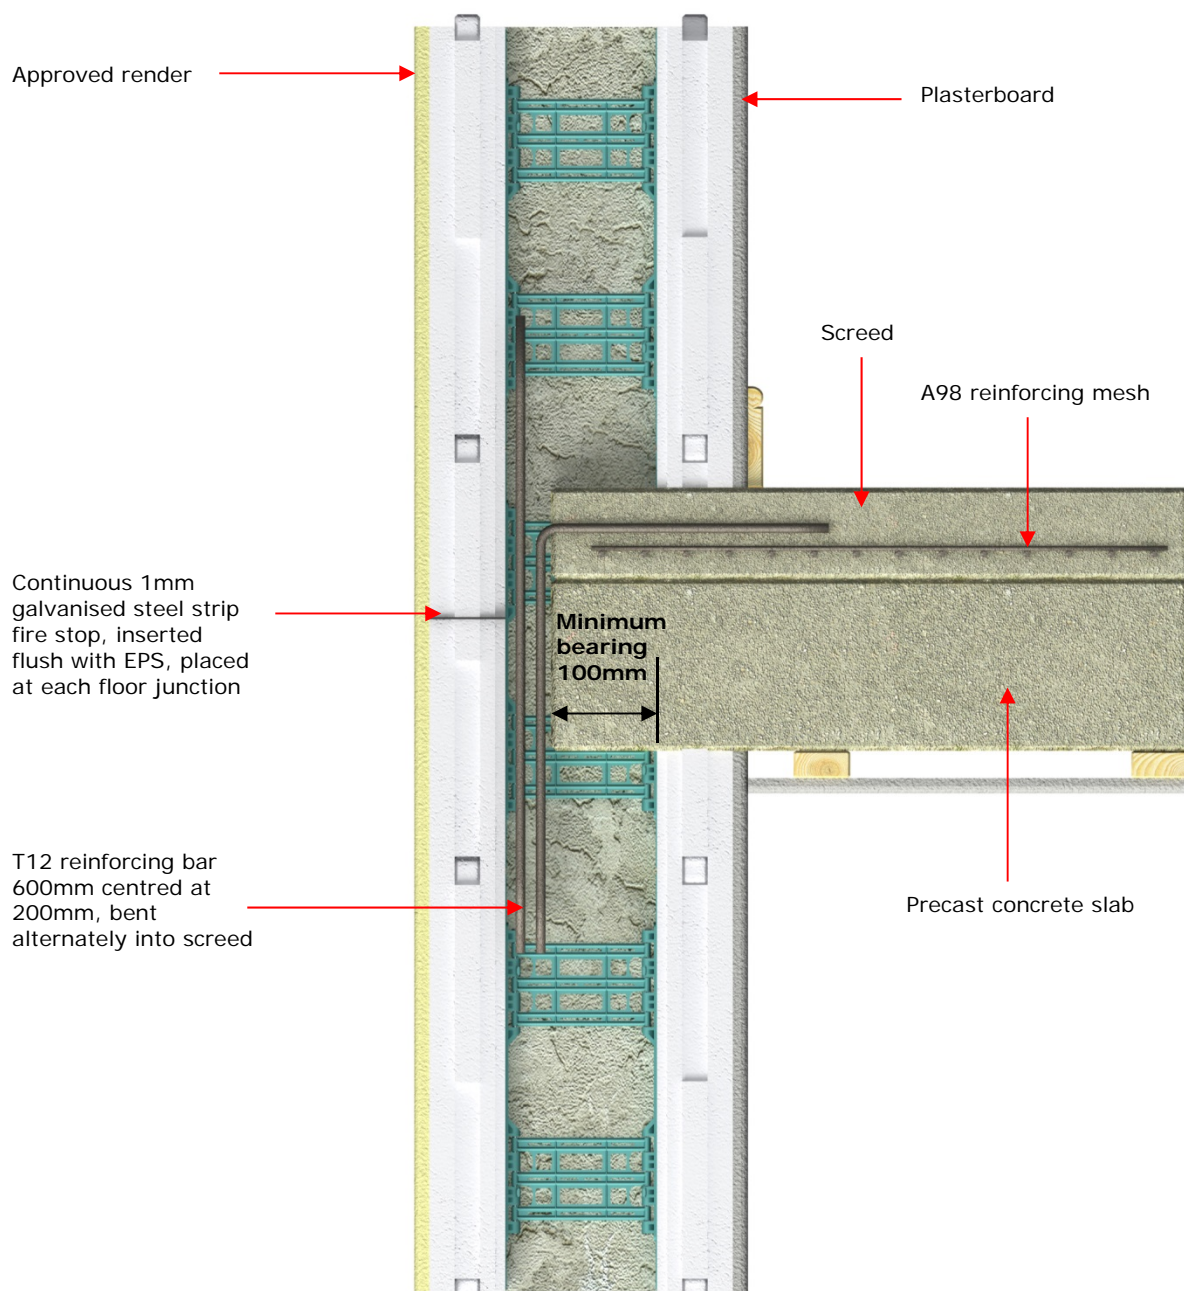 Approved render
Plasterboard
Screed
A98 reinforcing mesh
Continuous 1mm
galvanised steel strip
fire stop, inserted
flush with EPS, placed
at each floor junction
Minimum
bearing
100mm
T12 reinforcing bar
600mm centred at
200mm, bent
alternately into screed
Precast concrete slab